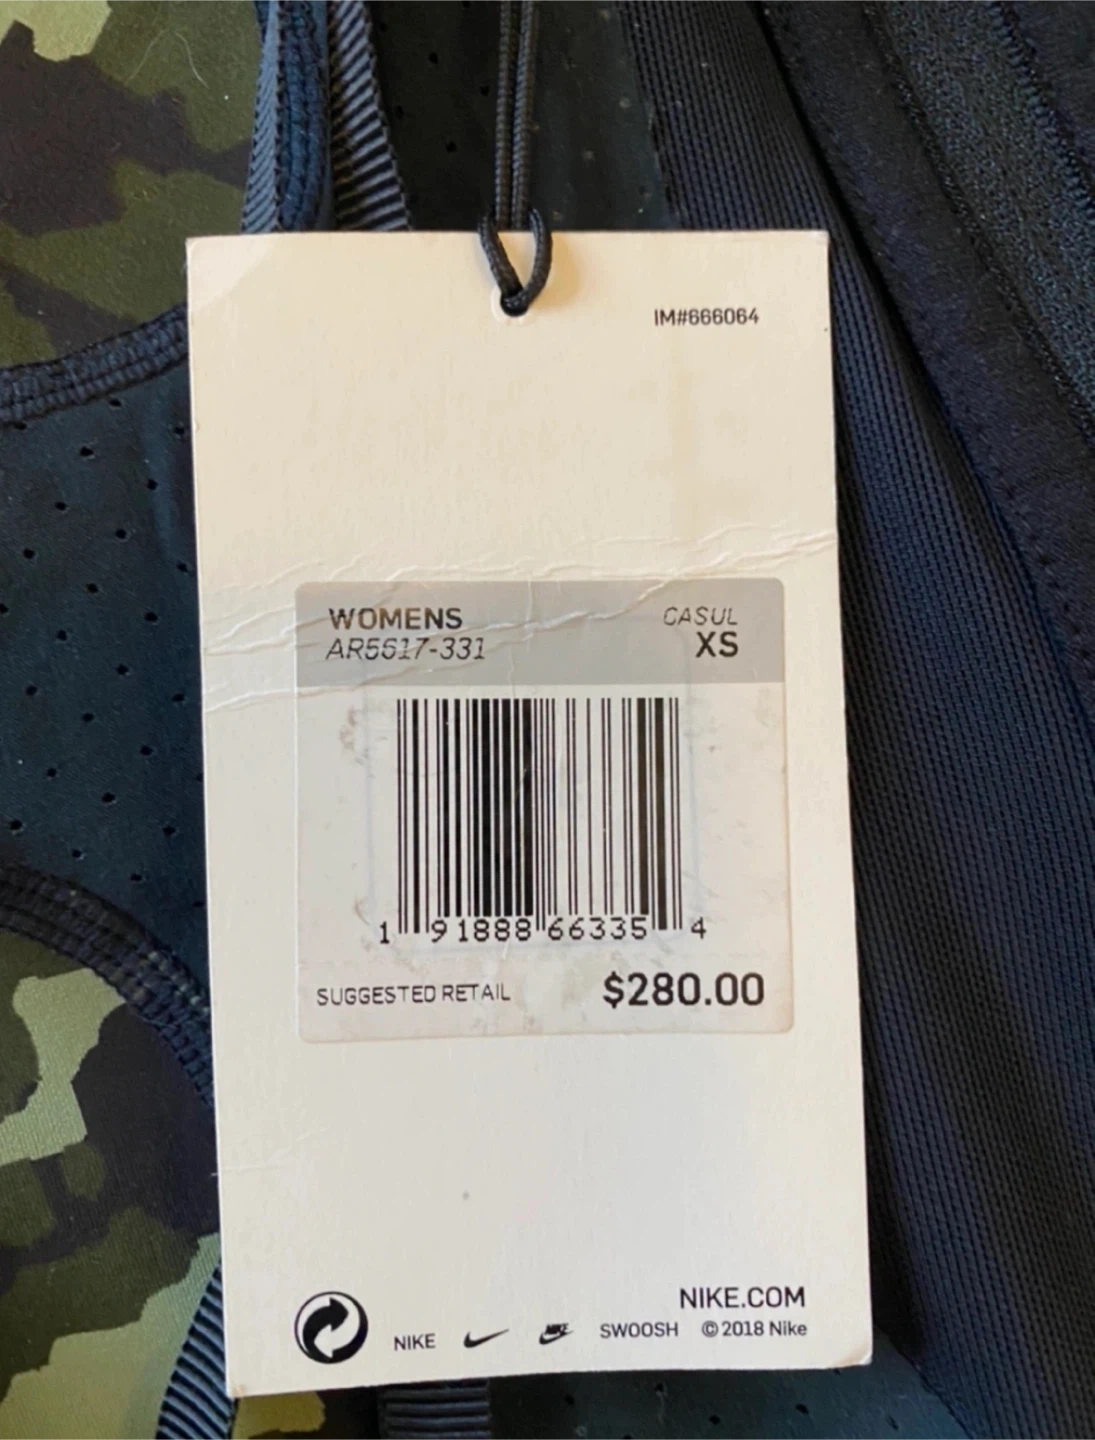 IM#666064
WOMENS
CASUL
AR5617-331
XS
1 91888 66335 4
SUGGESTED RETAIL
$280.00
NIKE.COM
NIKE
SWOOSH
©2018 Nike